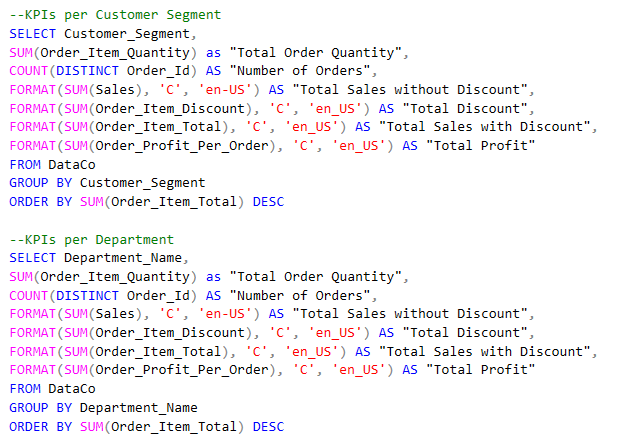 --KPIs per Customer Segment
SELECT Customer_Segment,
SUM(Order_Item_Quantity) as "Total Order Quantity",
COUNT(DISTINCT Order_Id) AS "Number of Orders",
FORMAT(SUM(Sales), 'C', 'en-US') AS "Total Sales without Discount",
FORMAT(SUM(Order_Item_Discount), 'C', 'en_US') AS "Total Discount",
FORMAT(SUM(Order_Item_Total), 'C', 'en_US') AS "Total Sales with Discount",
FORMAT(SUM(Order_Profit_Per_Order), 'C', 'en_US') AS "Total Profit"
FROM DataCo
GROUP BY Customer_Segment
ORDER BY SUM(Order_Item_Total) DESC

--KPIs per Department
SELECT Department_Name,
SUM(Order_Item_Quantity) as "Total Order Quantity",
COUNT(DISTINCT Order_Id) AS "Number of Orders",
FORMAT(SUM(Sales), 'C', 'en-US') AS "Total Sales without Discount",
FORMAT(SUM(Order_Item_Discount), 'C', 'en_US') AS "Total Discount",
FORMAT(SUM(Order_Item_Total), 'C', 'en_US') AS "Total Sales with Discount",
FORMAT(SUM(Order_Profit_Per_Order), 'C', 'en_US') AS "Total Profit"
FROM DataCo
GROUP BY Department_Name
ORDER BY SUM(Order_Item_Total) DESC